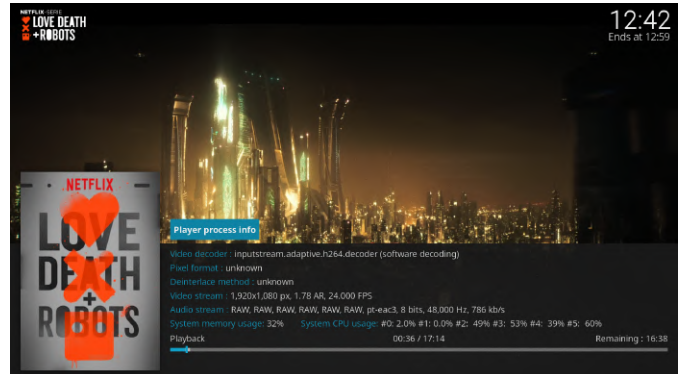 NETFLIX-SERIE
LOVE DEATH
+ROBOTS
12:42
Ends at 12:59
NETFLIX
LOVE
DEATH
+
ROBOTS
Player process info
Video decoder : inputstream.adaptive.h264.decoder (software decoding)
Pixel format : unknown
Deinterlace method : unknown
Video stream : 1,920x1,080 px, 1.78 AR, 24.000 FPS
Audio stream : RAW, RAW, RAW, RAW, RAW, RAW, pt-eac3, 8 bits, 48,000 Hz, 786 kb/s
System memory usage: 32% System CPU usage: #0: 2.0% #1: 0.0% #2: 49% #3: 53% #4: 39% #5: 60%
Playback 00:36 / 17:14 Remaining : 16:38